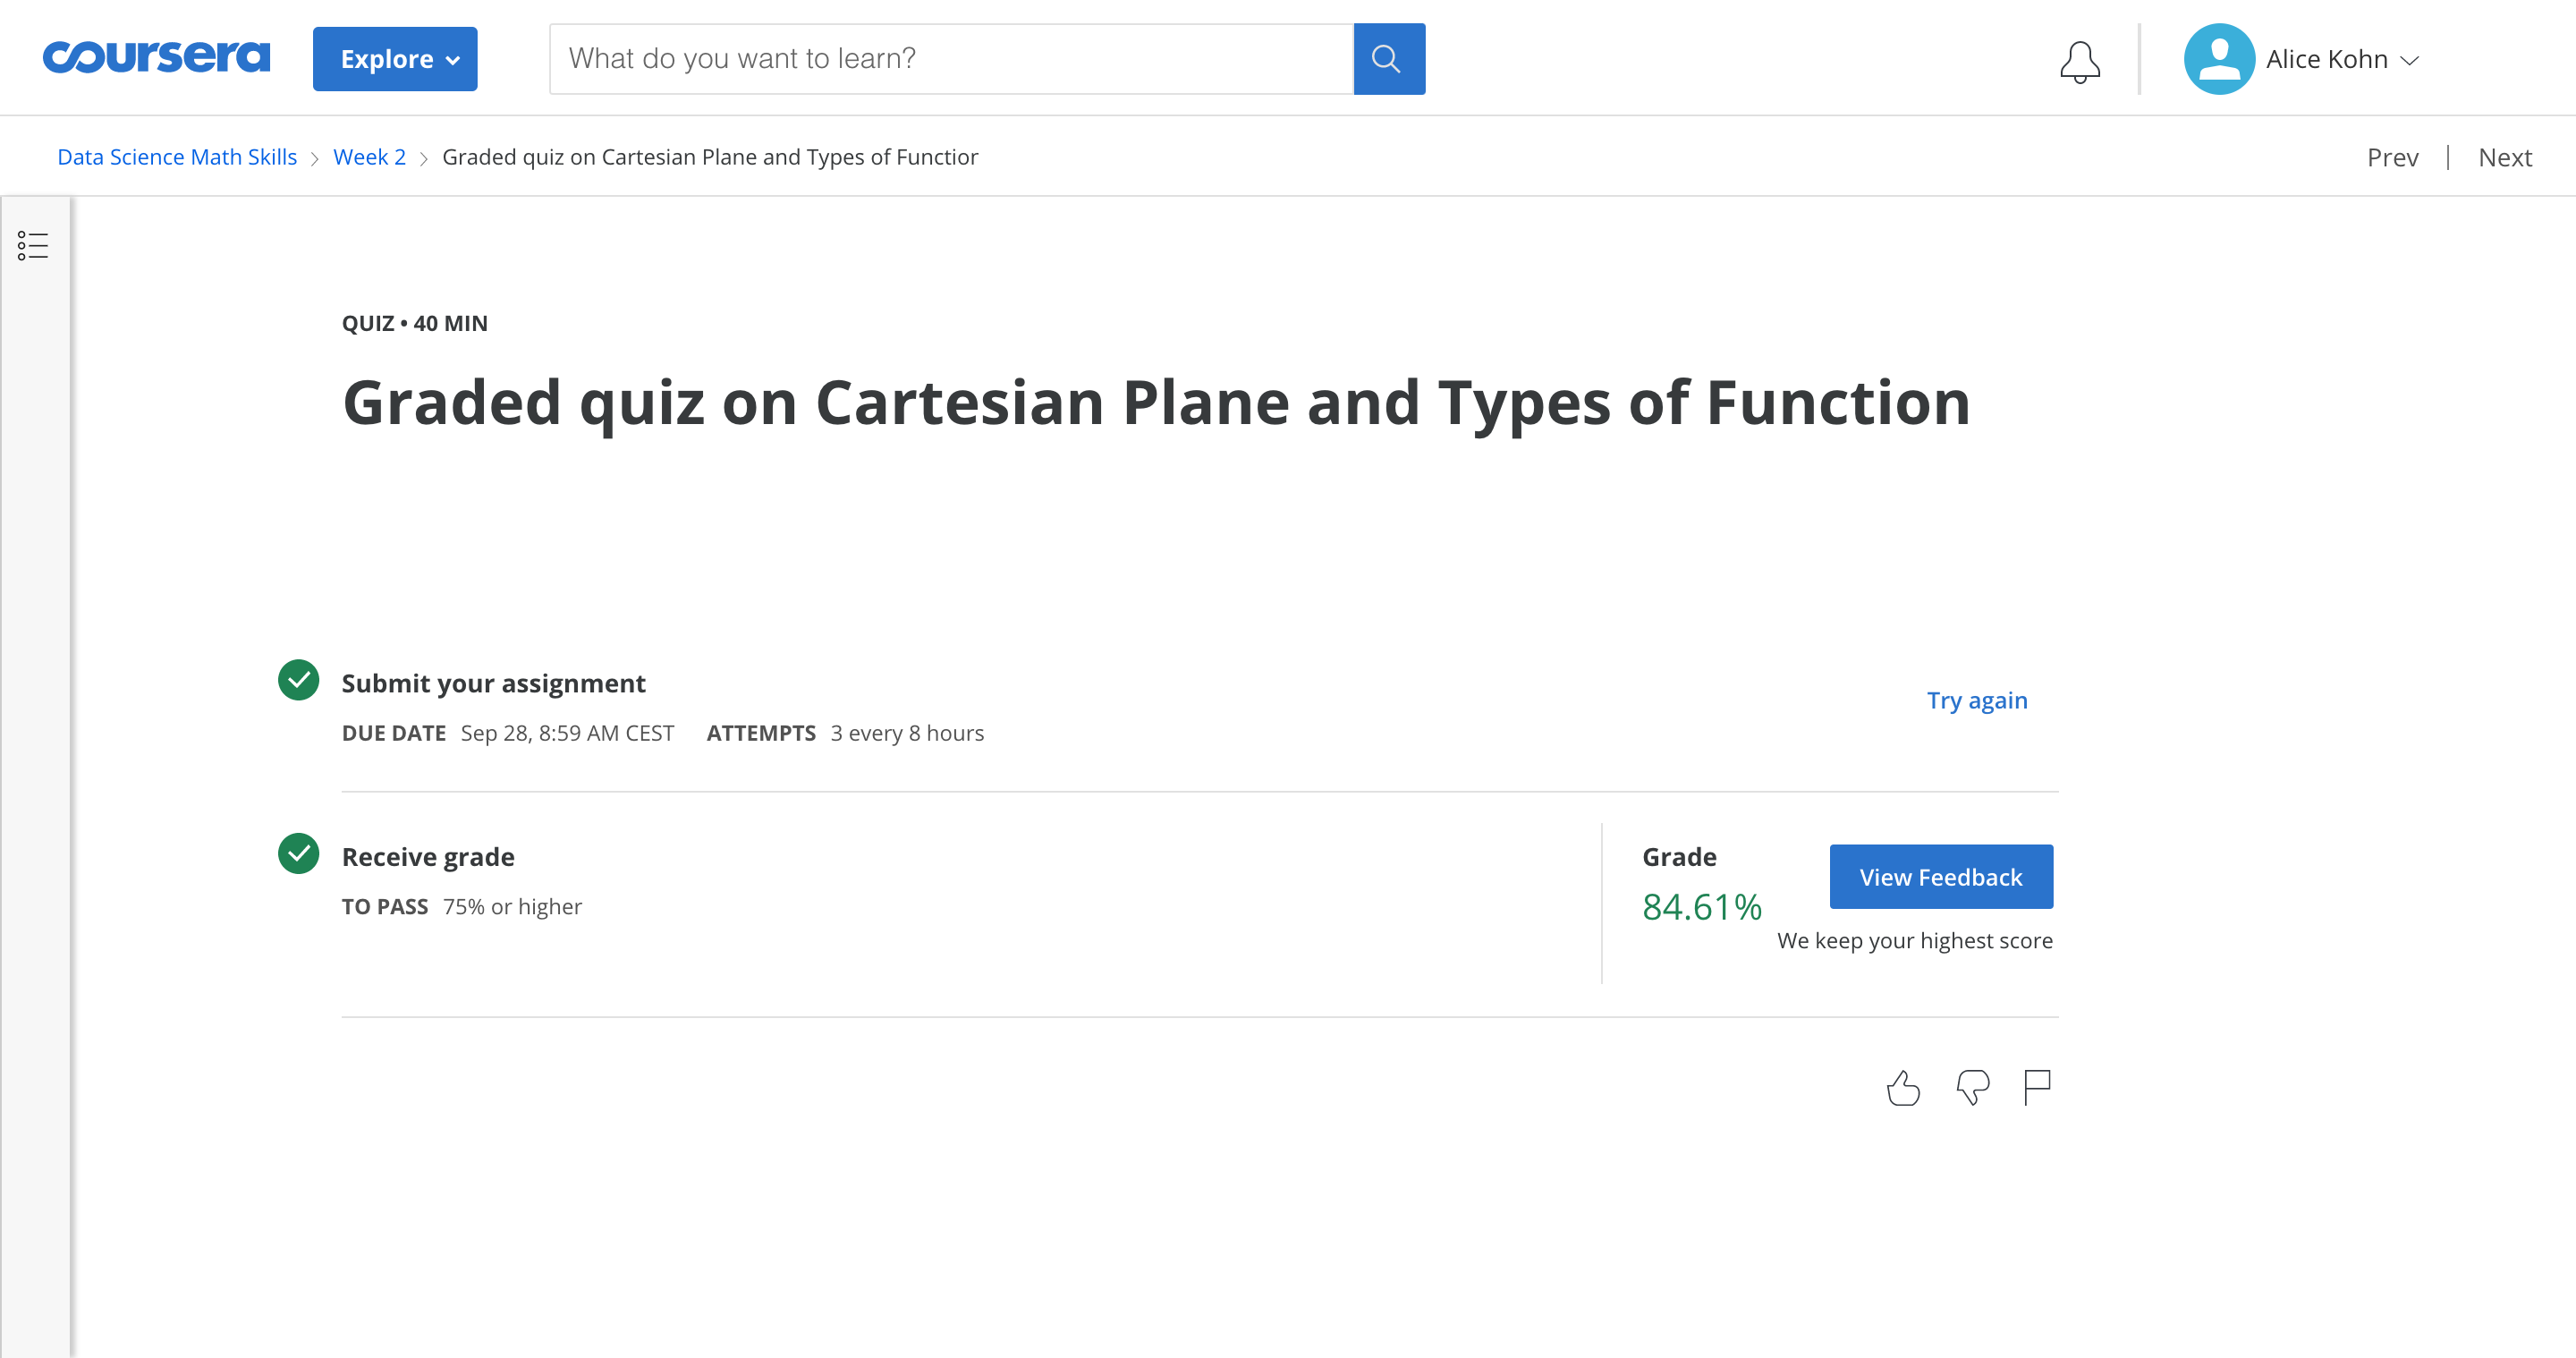 coursera
Explore
What do you want to learn?
Alice Kohn
Data Science Math Skills > Week 2 > Graded quiz on Cartesian Plane and Types of Functior
Prev | Next
QUIZ • 40 MIN
Graded quiz on Cartesian Plane and Types of Function
Submit your assignment
Try again
DUE DATE Sep 28, 8:59 AM CEST ATTEMPTS 3 every 8 hours
Receive grade
TO PASS 75% or higher
Grade
84.61%
View Feedback
We keep your highest score